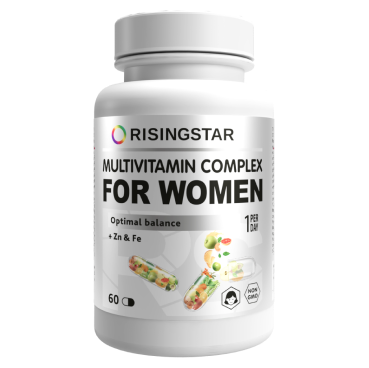 RISINGSTAR
MULTIVITAMIN COMPLEX
FOR WOMEN
Optimal balance
+ Zn & Fe
1 PER
DAY
60
NON
GMO